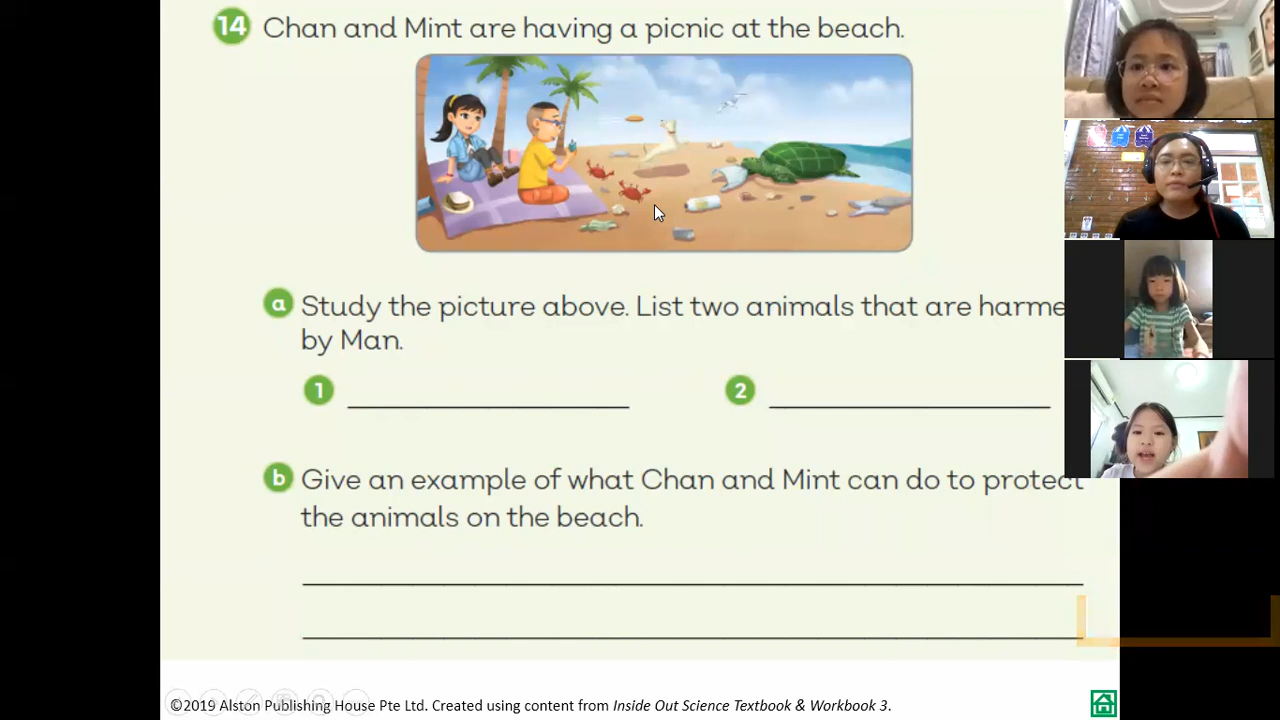 14 Chan and Mint are having a picnic at the beach.
a Study the picture above. List two animals that are harme
by Man.
1 2
b Give an example of what Chan and Mint can do to protect
the animals on the beach.
©2019 Alston Publishing House Pte Ltd. Created using content from Inside Out Science Textbook & Workbook 3.